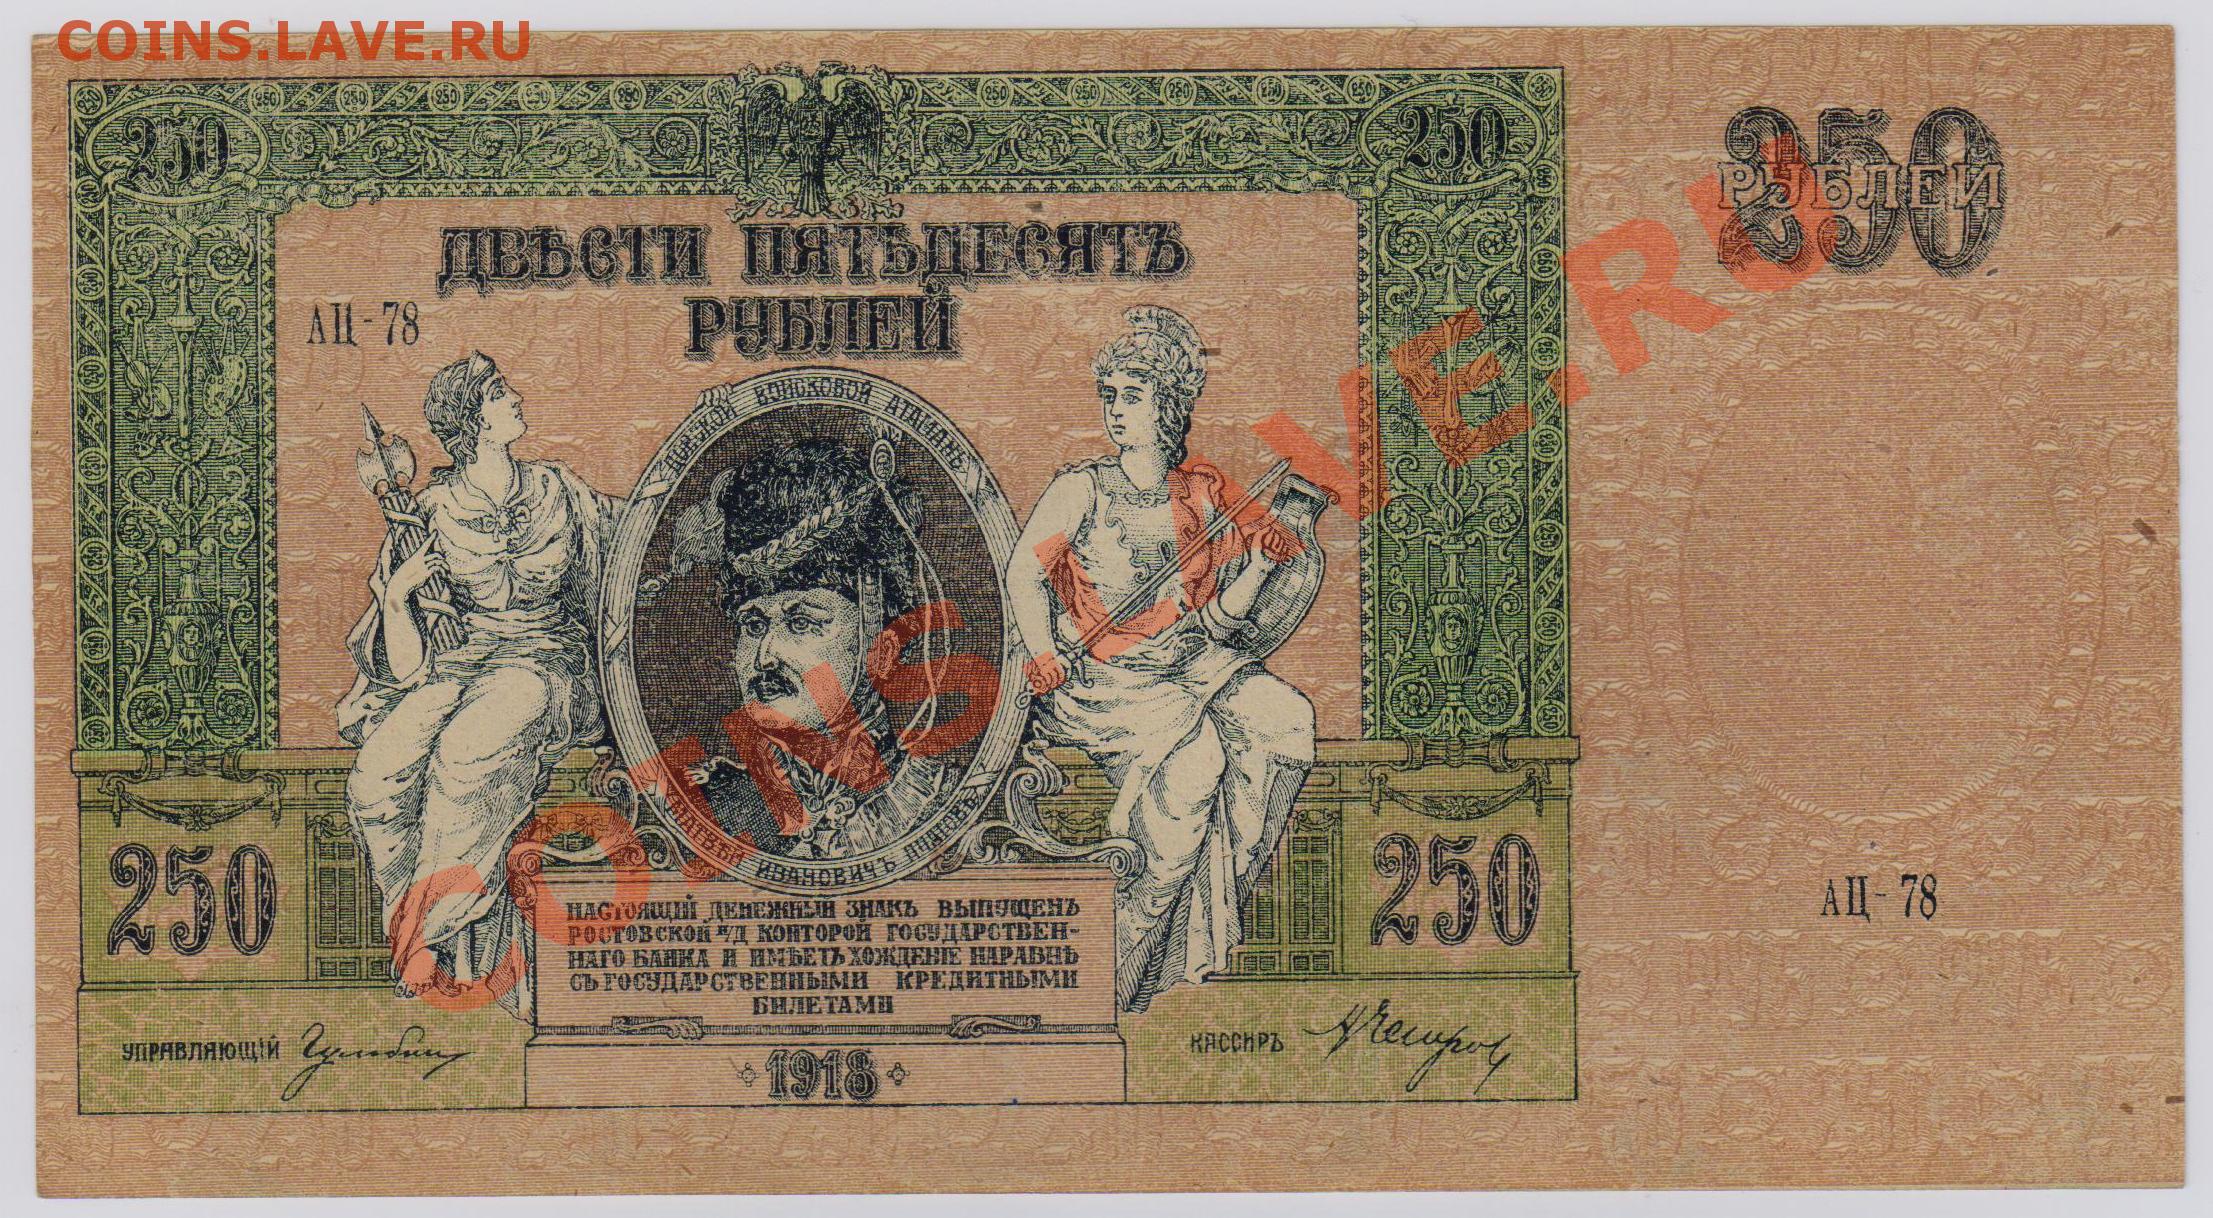 COINS.LAVE.RU
250
250
250
РУБЛЕЙ
ДВѢСТИ ПЯТЬДЕСЯТЪ
РУБЛЕЙ
АЦ-78
ДОНСКОЙ ВОЙСКОВОЙ АТАМАНЪ
МАТВѢЙ ИВАНОВИЧЪ ПЛАТОВЪ
COINS.LAVE.RU
250
250
АЦ-78
НАСТОЯЩІЙ ДЕНЕЖНЫЙ ЗНАКЪ ВЫПУЩЕНЪ
РОСТОВСКОЙ Н/Д КОНТОРОЙ ГОСУДАРСТВЕН-
НАГО БАНКА И ИМѢЕТЪ ХОЖДЕНІЕ НАРАВНѢ
СЪ ГОСУДАРСТВЕННЫМИ КРЕДИТНЫМИ
БИЛЕТАМИ
УПРАВЛЯЮЩІЙ
КАССИРЪ
1918